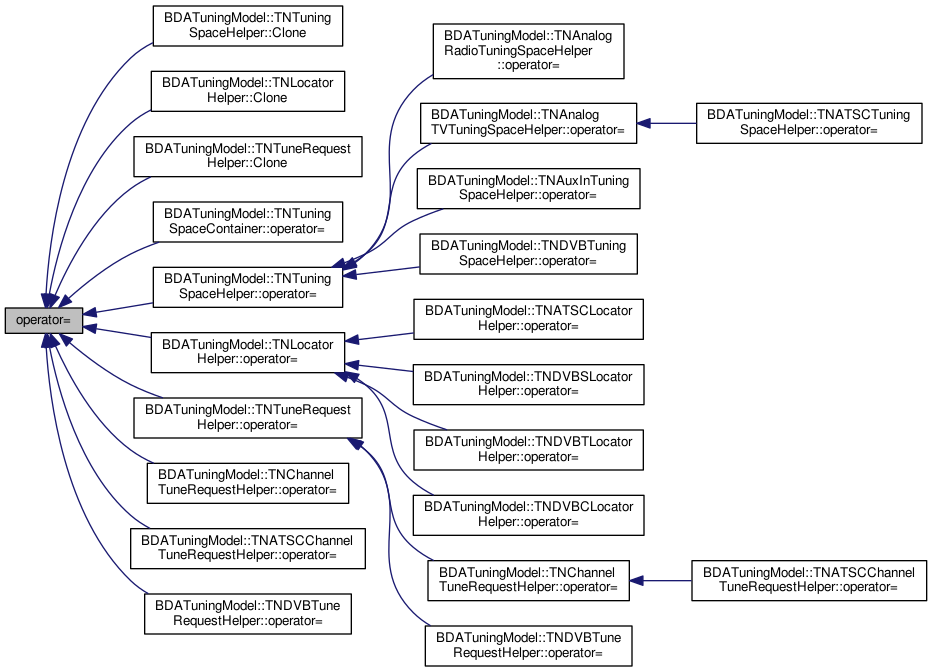 operator=
BDATuningModel::TNTuning
SpaceHelper::Clone
BDATuningModel::TNLocator
Helper::Clone
BDATuningModel::TNTuneRequest
Helper::Clone
BDATuningModel::TNTuning
SpaceContainer::operator=
BDATuningModel::TNTuning
SpaceHelper::operator=
BDATuningModel::TNLocator
Helper::operator=
BDATuningModel::TNTuneRequest
Helper::operator=
BDATuningModel::TNChannel
TuneRequestHelper::operator=
BDATuningModel::TNATSCChannel
TuneRequestHelper::operator=
BDATuningModel::TNDVBTune
RequestHelper::operator=
BDATuningModel::TNAnalog
RadioTuningSpaceHelper
::operator=
BDATuningModel::TNAnalog
TVTuningSpaceHelper::operator=
BDATuningModel::TNAuxInTuning
SpaceHelper::operator=
BDATuningModel::TNDVBTuning
SpaceHelper::operator=
BDATuningModel::TNATSCLocator
Helper::operator=
BDATuningModel::TNDVBSLocator
Helper::operator=
BDATuningModel::TNDVBTLocator
Helper::operator=
BDATuningModel::TNDVBCLocator
Helper::operator=
BDATuningModel::TNChannel
TuneRequestHelper::operator=
BDATuningModel::TNDVBTune
RequestHelper::operator=
BDATuningModel::TNATSCTuning
SpaceHelper::operator=
BDATuningModel::TNATSCChannel
TuneRequestHelper::operator=